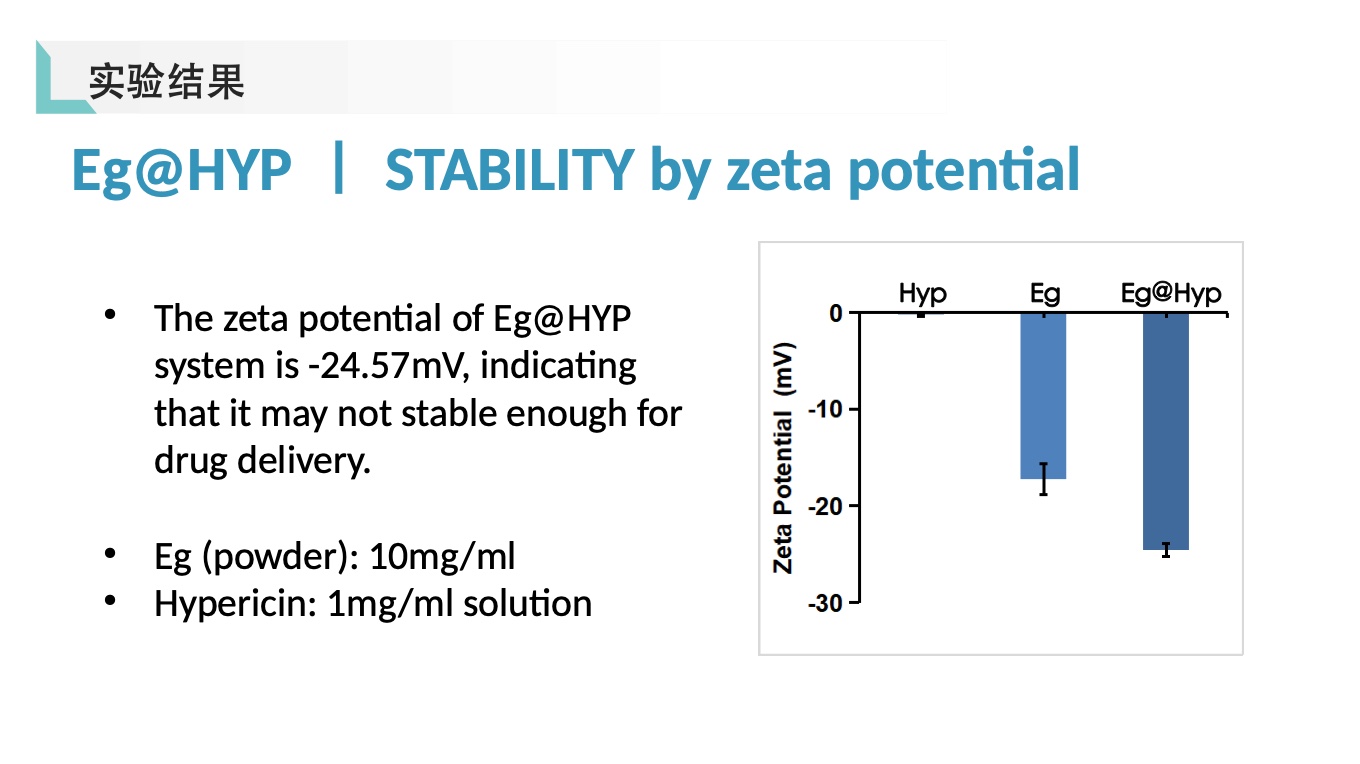 实验结果
Eg@HYP | STABILITY by zeta potential
• The zeta potential of Eg@HYP
system is -24.57mV, indicating
that it may not stable enough for
drug delivery.
• Eg (powder): 10mg/ml
• Hypericin: 1mg/ml solution
Hyp Eg Eg@Hyp
0
-10
-20
-30
Zeta Potential (mV)